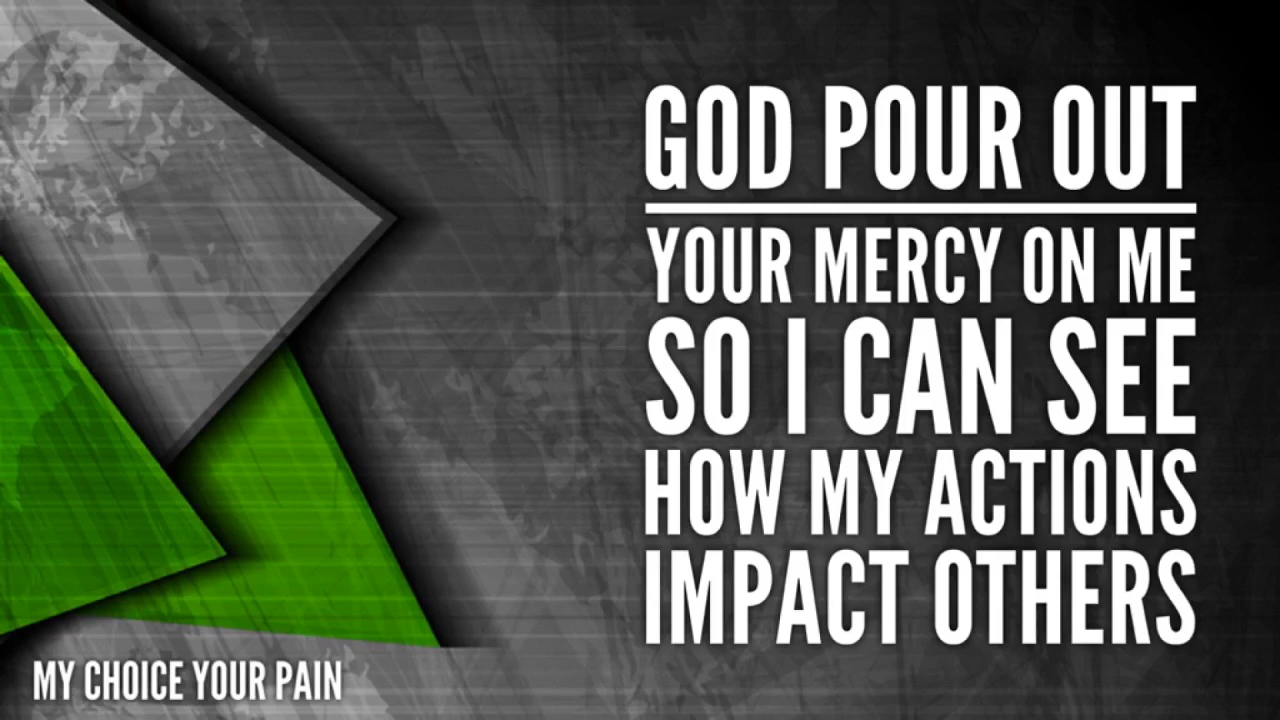 GOD POUR OUT
YOUR MERCY ON ME
SO I CAN SEE
HOW MY ACTIONS
IMPACT OTHERS
MY CHOICE YOUR PAIN